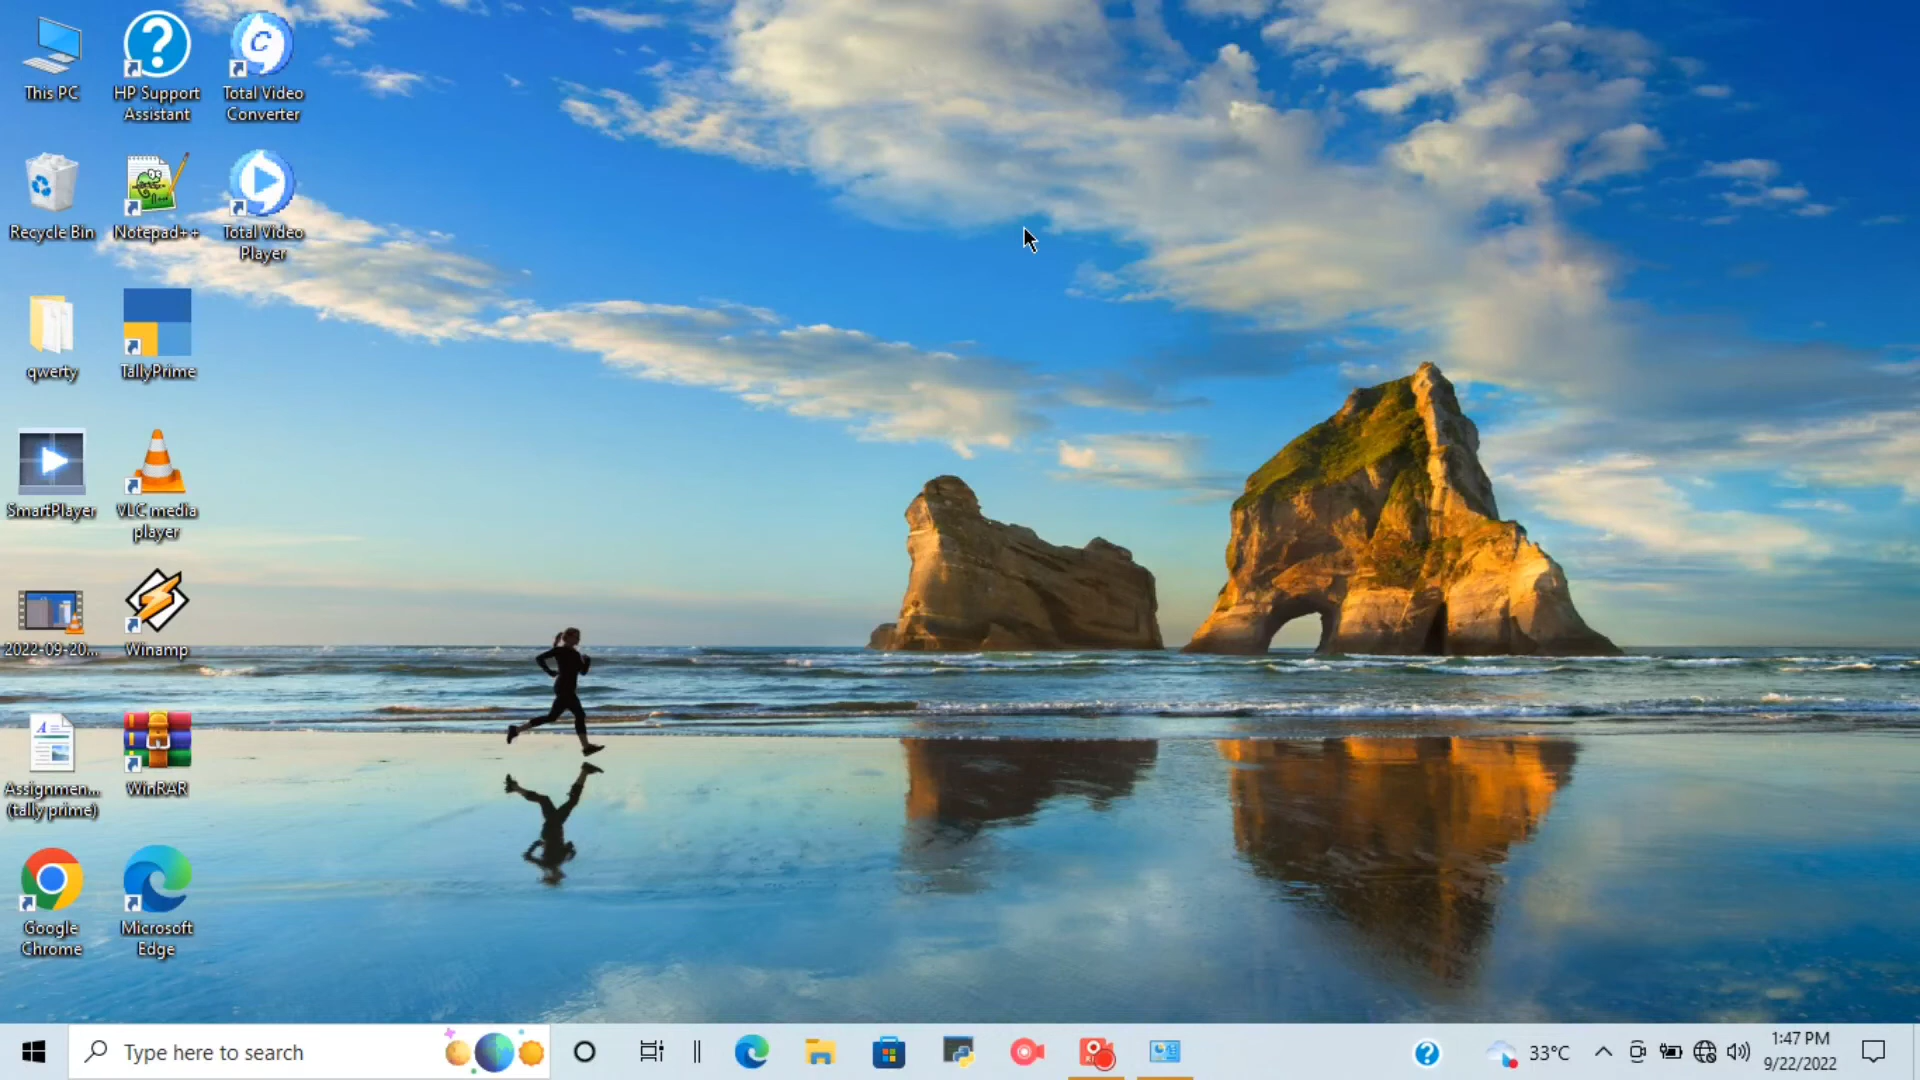 This PC
HP Support
Assistant
Total Video
Converter
Recycle Bin
Notepad++
Total Video
Player
qwerty
TallyPrime
SmartPlayer
VLC media
player
2022-09-20...
Winamp
Assignmen...
(tally prime)
WinRAR
Google
Chrome
Microsoft
Edge
Type here to search
33°C
1:47 PM
9/22/2022